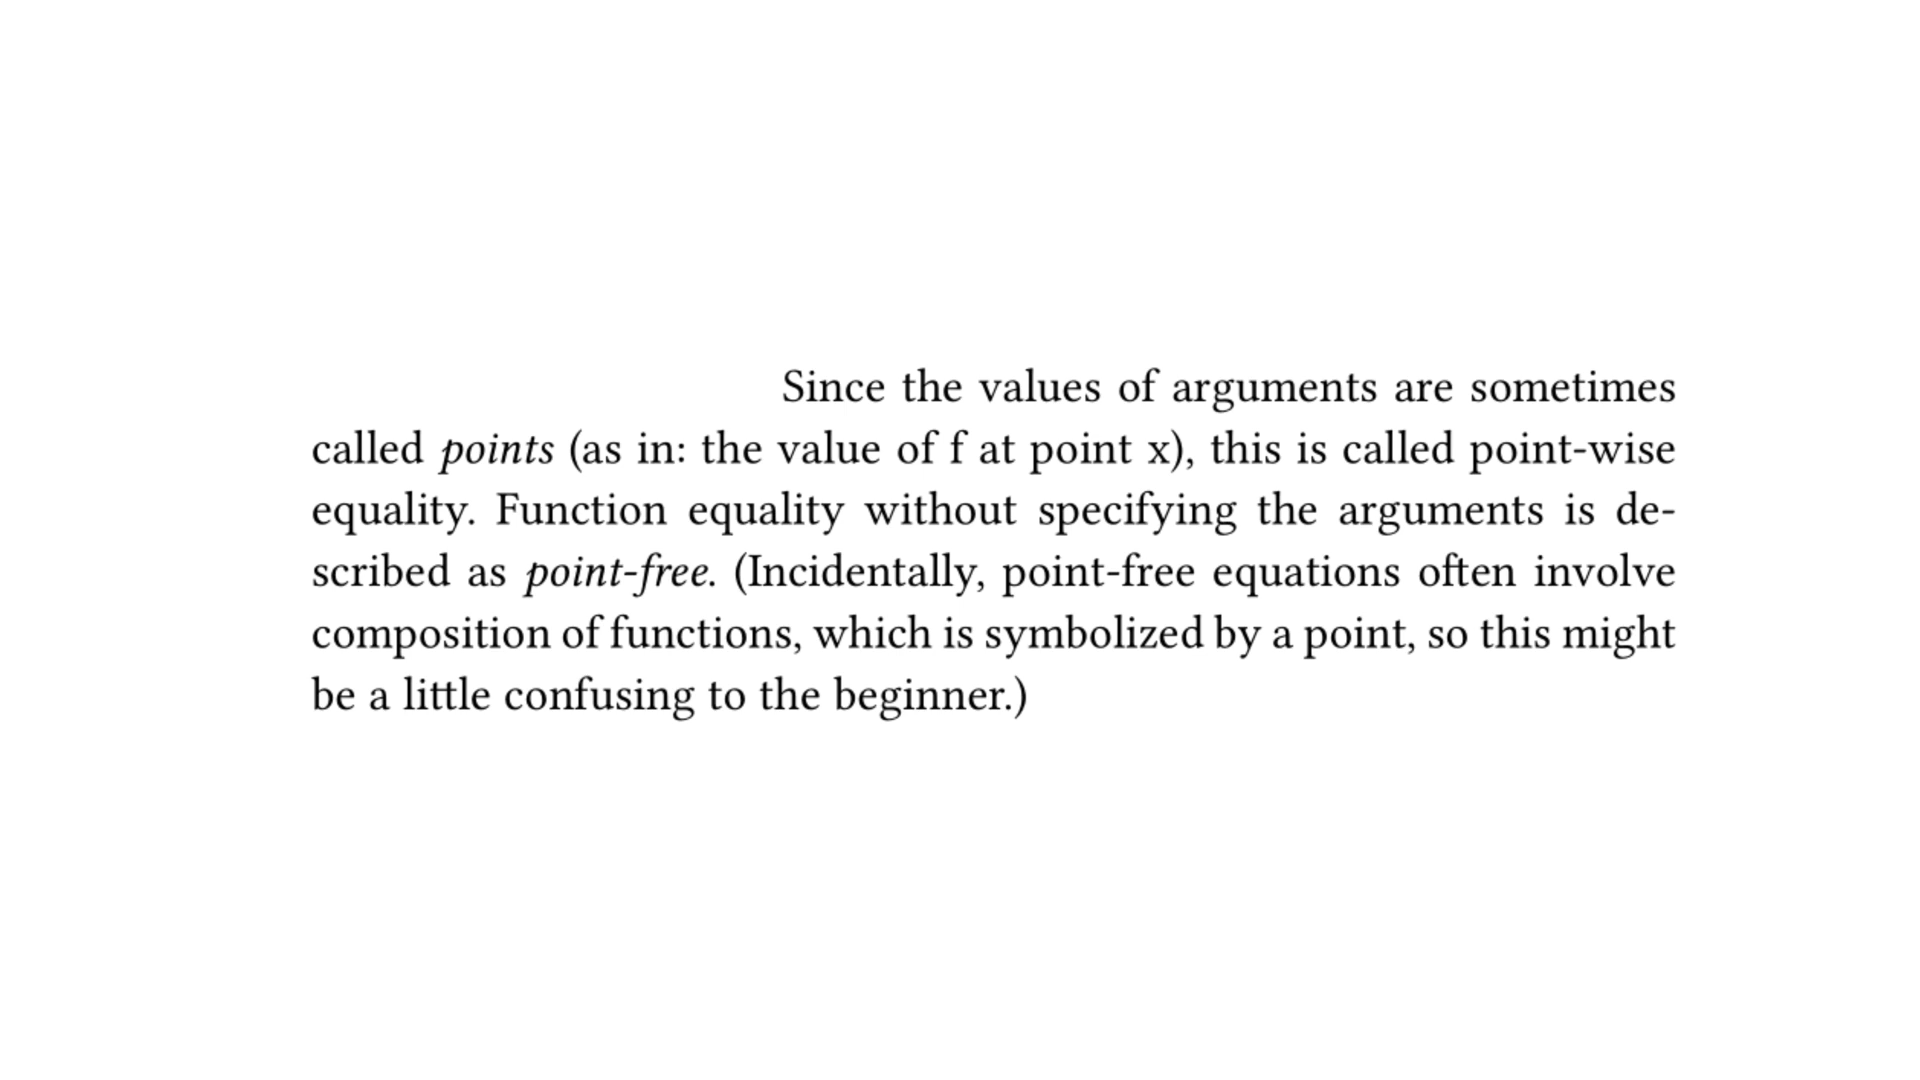 Since the values of arguments are sometimes
called points (as in: the value of f at point x), this is called point-wise
equality. Function equality without specifying the arguments is de-
scribed as point-free. (Incidentally, point-free equations often involve
composition of functions, which is symbolized by a point, so this might
be a little confusing to the beginner.)